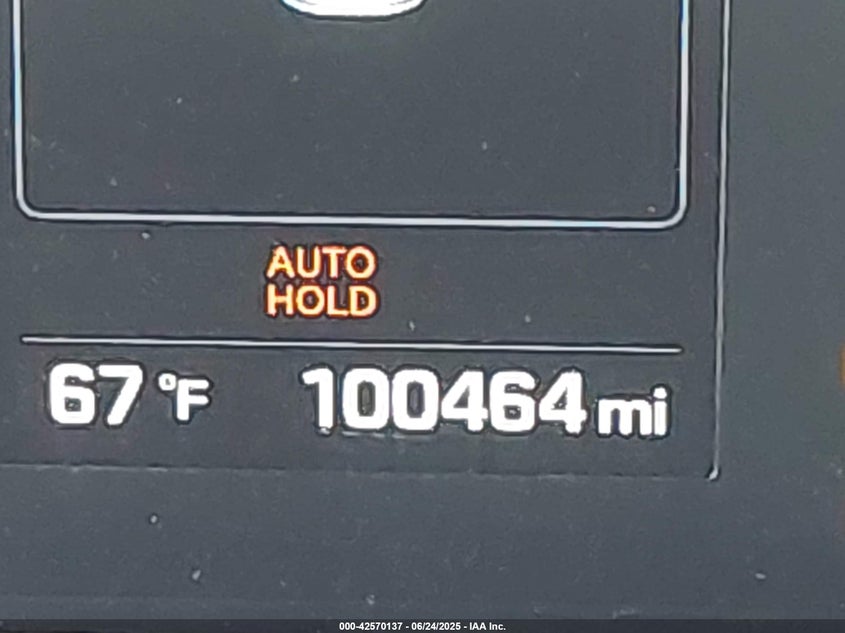 AUTO
HOLD
67 °F 100464 mi
000-42570137 - 06/24/2025 - IAA Inc.